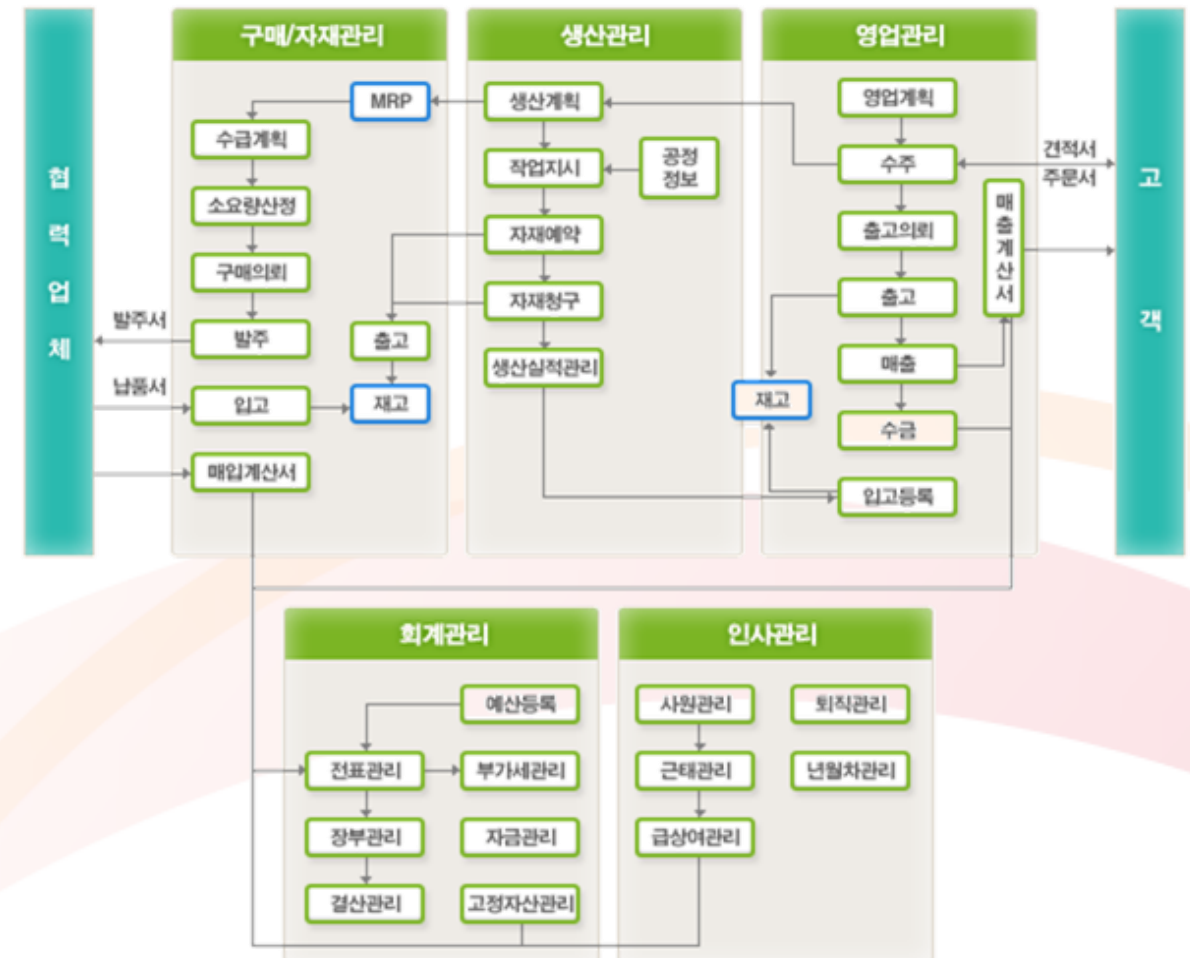 협력업체
구매/자재관리
MRP
수급계획
소요량산정
구매의뢰
발주
입고
매입계산서
출고
재고
발주서
납품서
생산관리
생산계획
작업지시
공정
정보
자재예약
자재청구
생산실적관리
영업관리
영업계획
수주
출고의뢰
출고
매출
수금
입고등록
재고
매출계산서
견적서
주문서
고객
회계관리
예산등록
전표관리
부가세관리
장부관리
자금관리
결산관리
고정자산관리
인사관리
사원관리
퇴직관리
근태관리
년월차관리
급상여관리